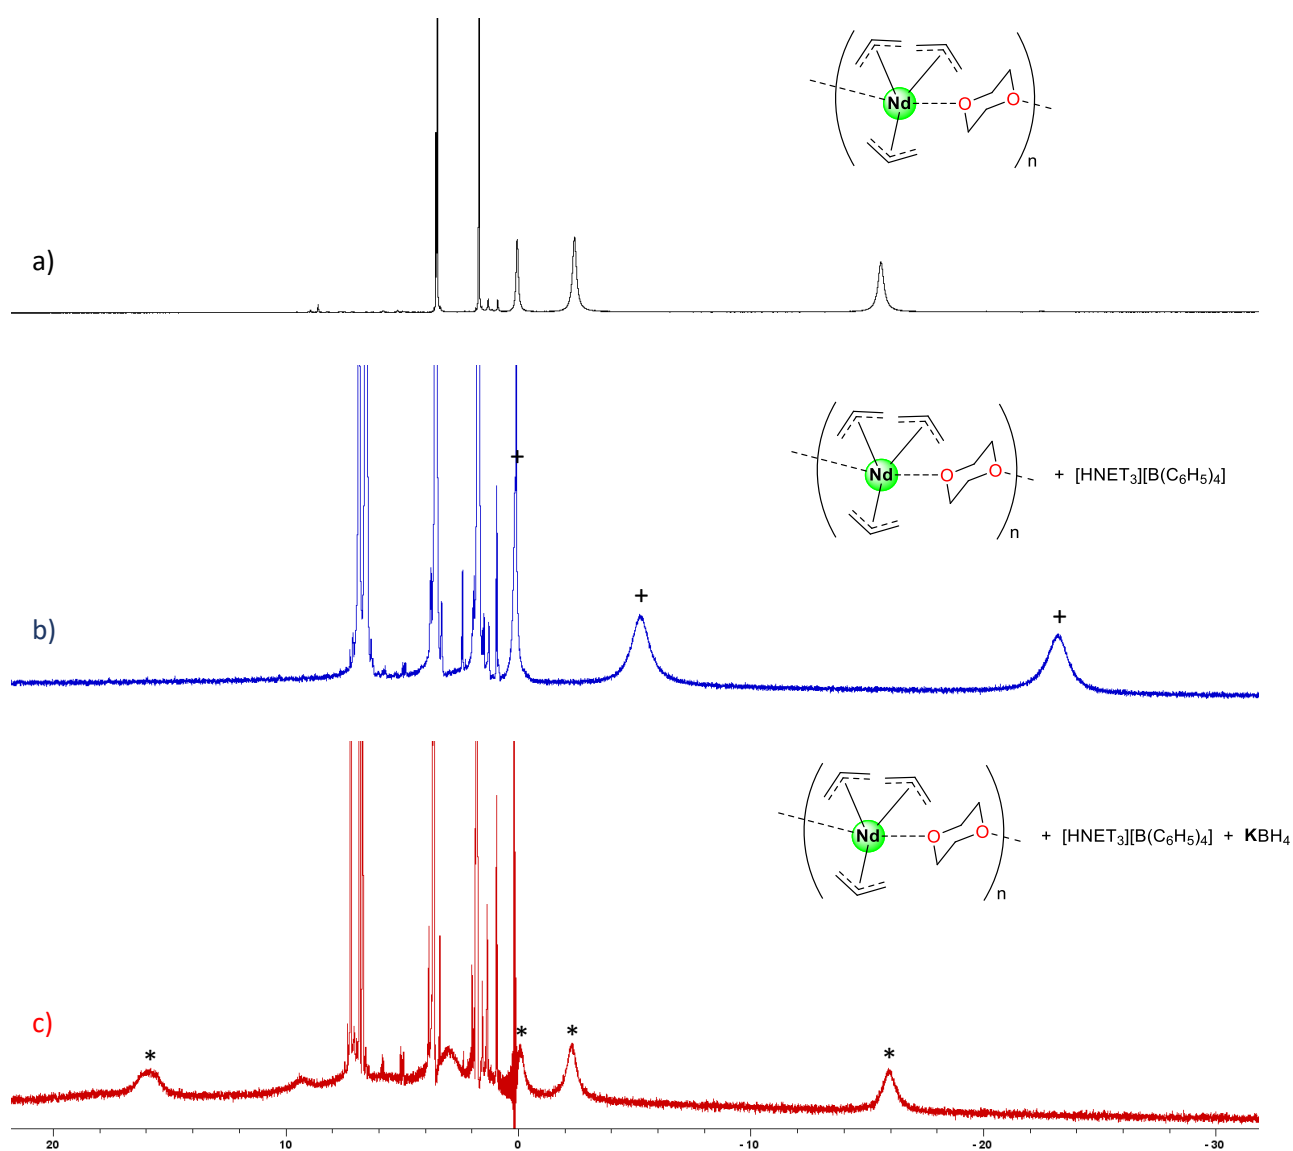 Nd
O
O
n
a)
+
Nd
O
O
n
+ [HNET3][B(C6H5)4]
+
+
b)
Nd
O
O
n
+ [HNET3][B(C6H5)4] + KBH4
c)
*
*
*
*
20 10 0 -10 -20 -30